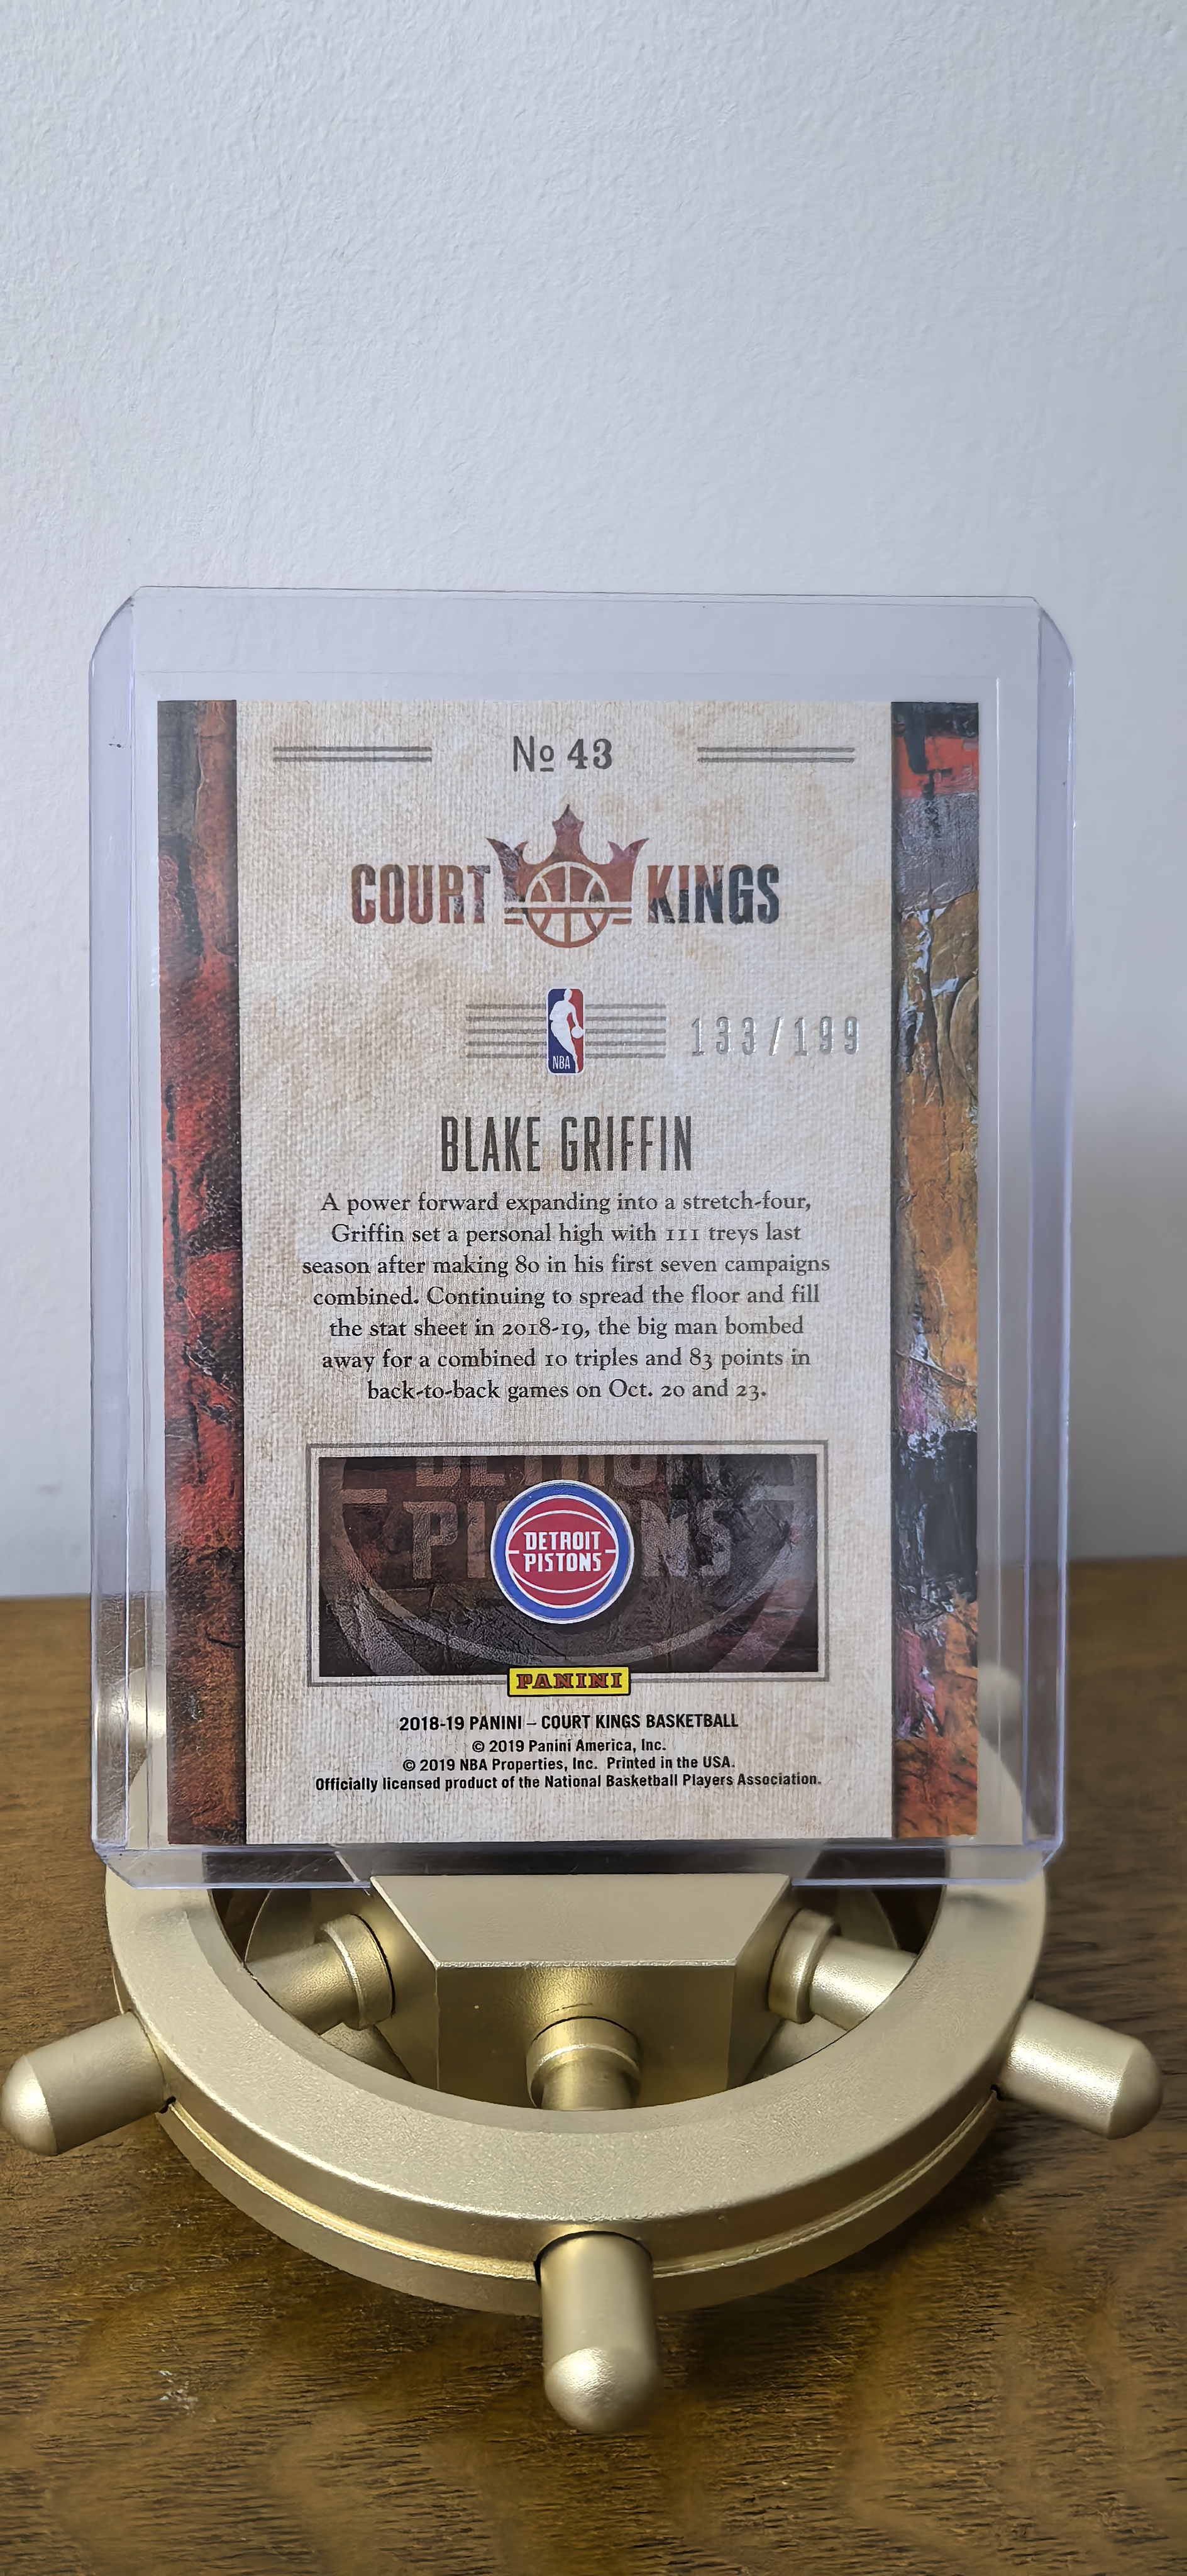 № 43
COURT KINGS
NBA
133/199
BLAKE GRIFFIN
A power forward expanding into a stretch-four,
Griffin set a personal high with 111 treys last
season after making 80 in his first seven campaigns
combined. Continuing to spread the floor and fill
the stat sheet in 2018-19, the big man bombed
away for a combined 10 triples and 83 points in
back-to-back games on Oct. 20 and 23.
DETROIT
PISTONS
DETROIT
PISTONS
PANINI
2018-19 PANINI – COURT KINGS BASKETBALL
© 2019 Panini America, Inc.
© 2019 NBA Properties, Inc. Printed in the USA.
Officially licensed product of the National Basketball Players Association.